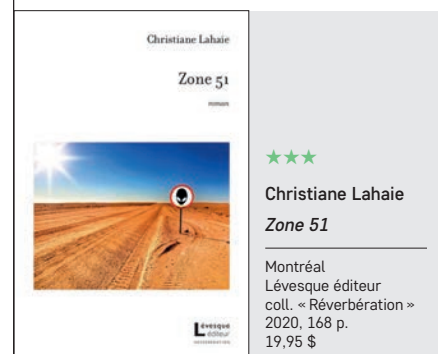 Christiane Lahaie
Zone 51
roman
Lévesque
éditeur
RÉVERBÉRATION
★★★
Christiane Lahaie
Zone 51
Montréal
Lévesque éditeur
coll. « Réverbération »
2020, 168 p.
19,95 $